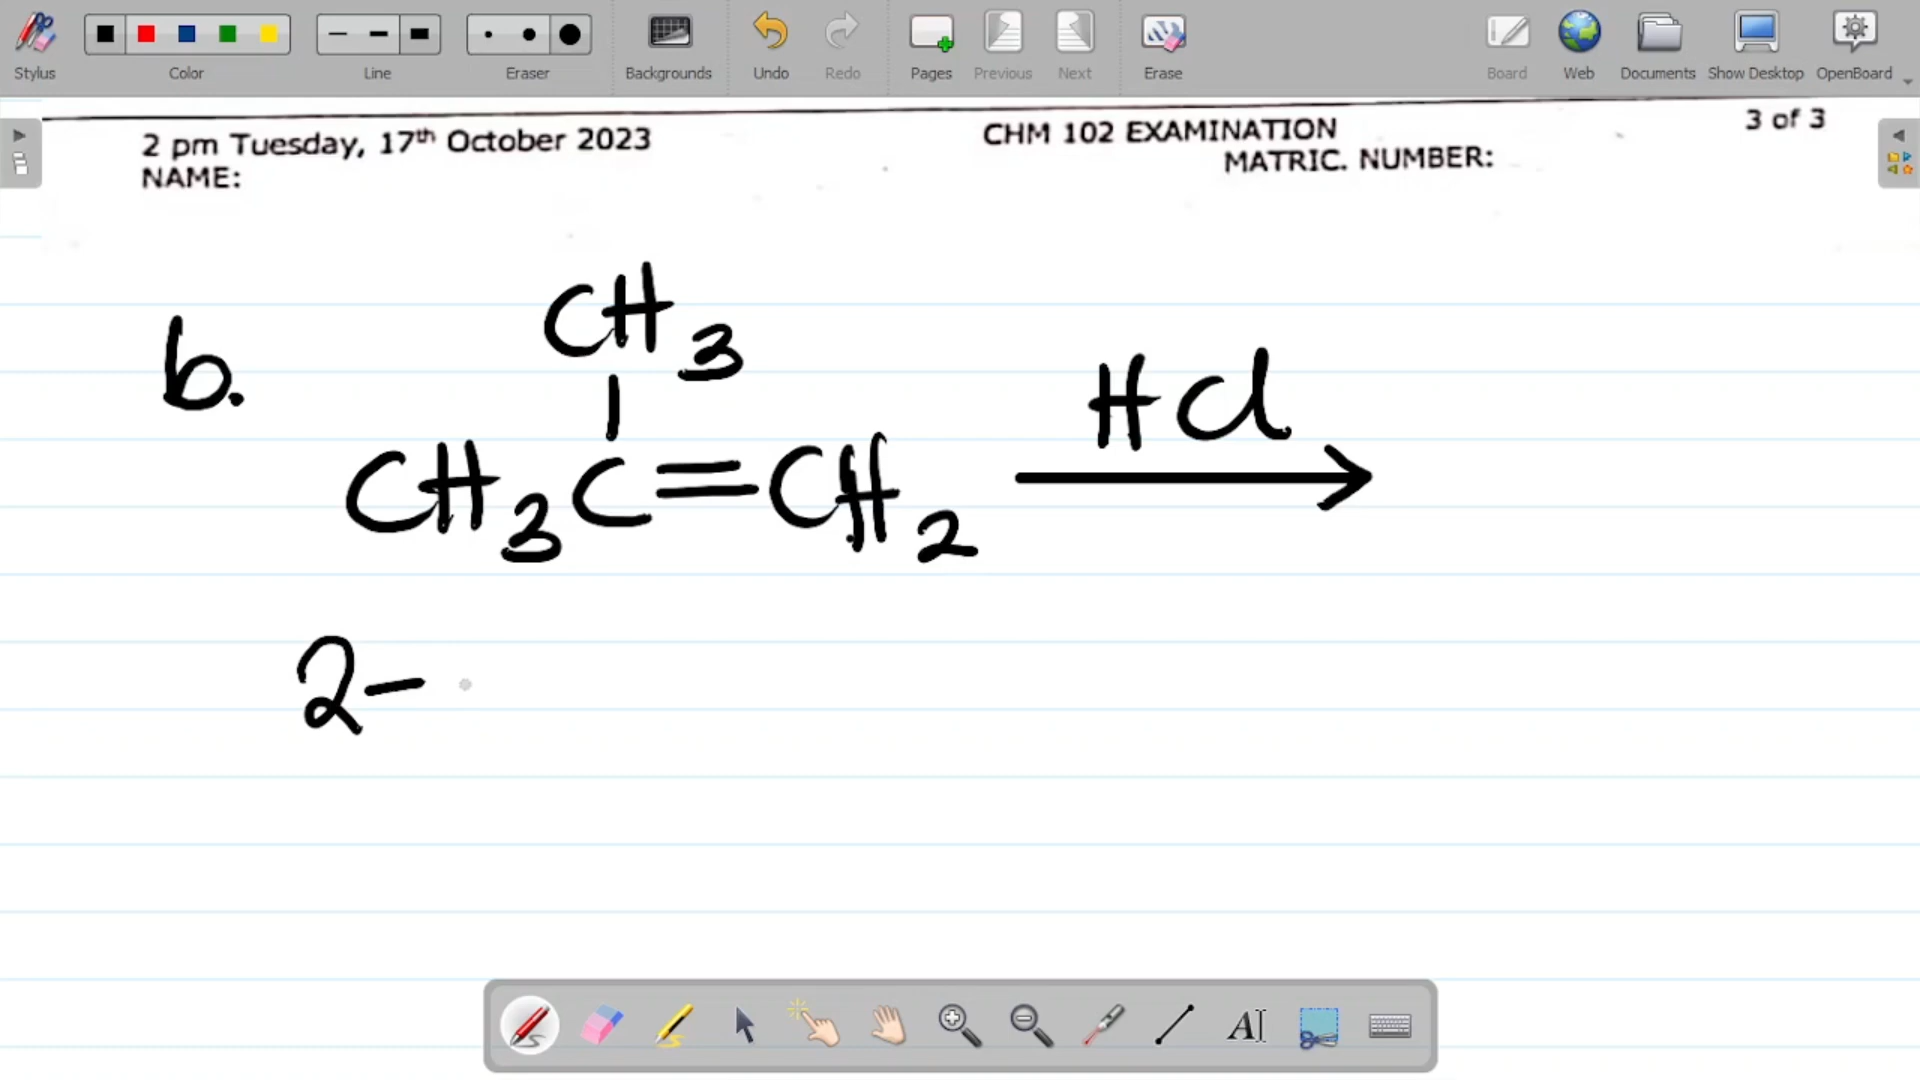 Stylus Color Line Eraser Backgrounds Undo Redo Pages Previous Next Erase Board Web Documents Show Desktop OpenBoard
2 pm Tuesday, 17th October 2023 CHM 102 EXAMINATION 3 of 3
NAME: MATRIC. NUMBER:
b. CH3
HCl
CH3C=CH2
2-